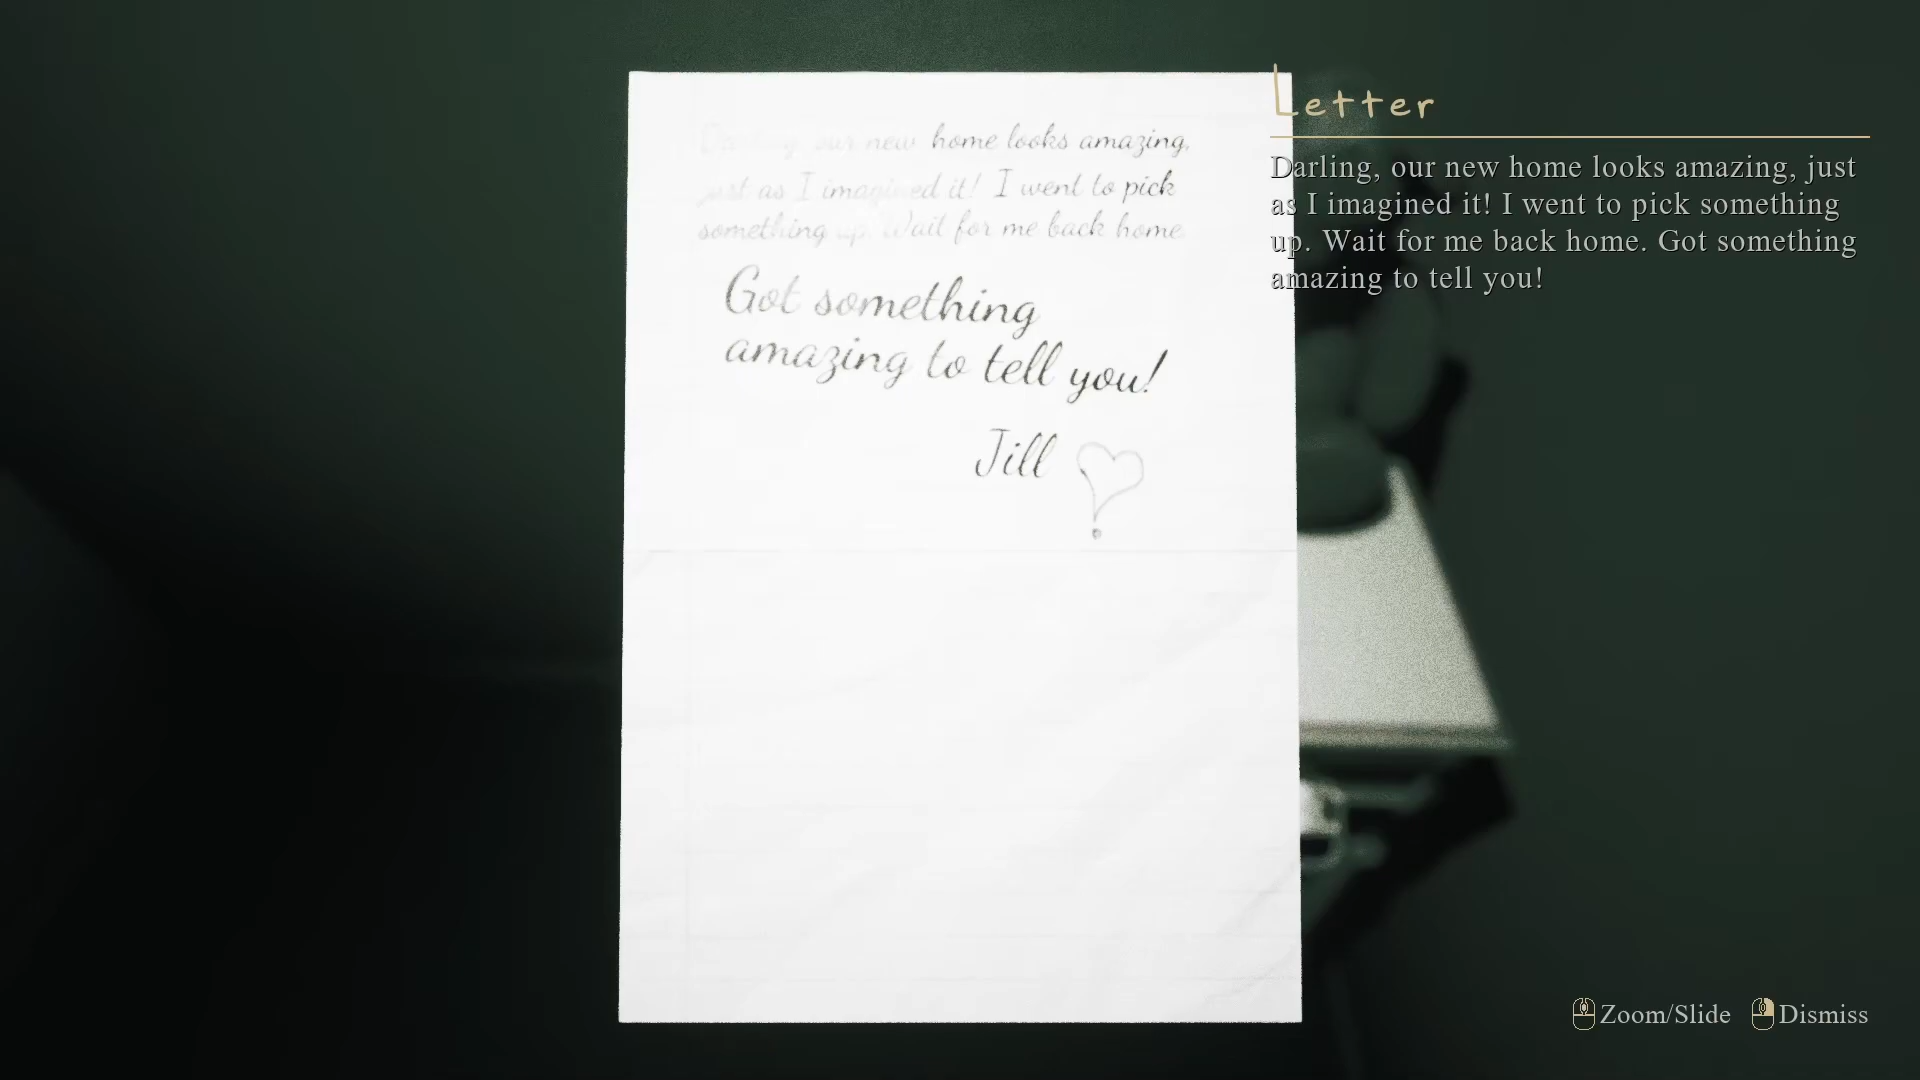 Darling, our new home looks amazing,
just as I imagined it! I went to pick
something up. Wait for me back home.
Got something
amazing to tell you!
Jill
Letter
Darling, our new home looks amazing, just
as I imagined it! I went to pick something
up. Wait for me back home. Got something
amazing to tell you!
Zoom/Slide Dismiss